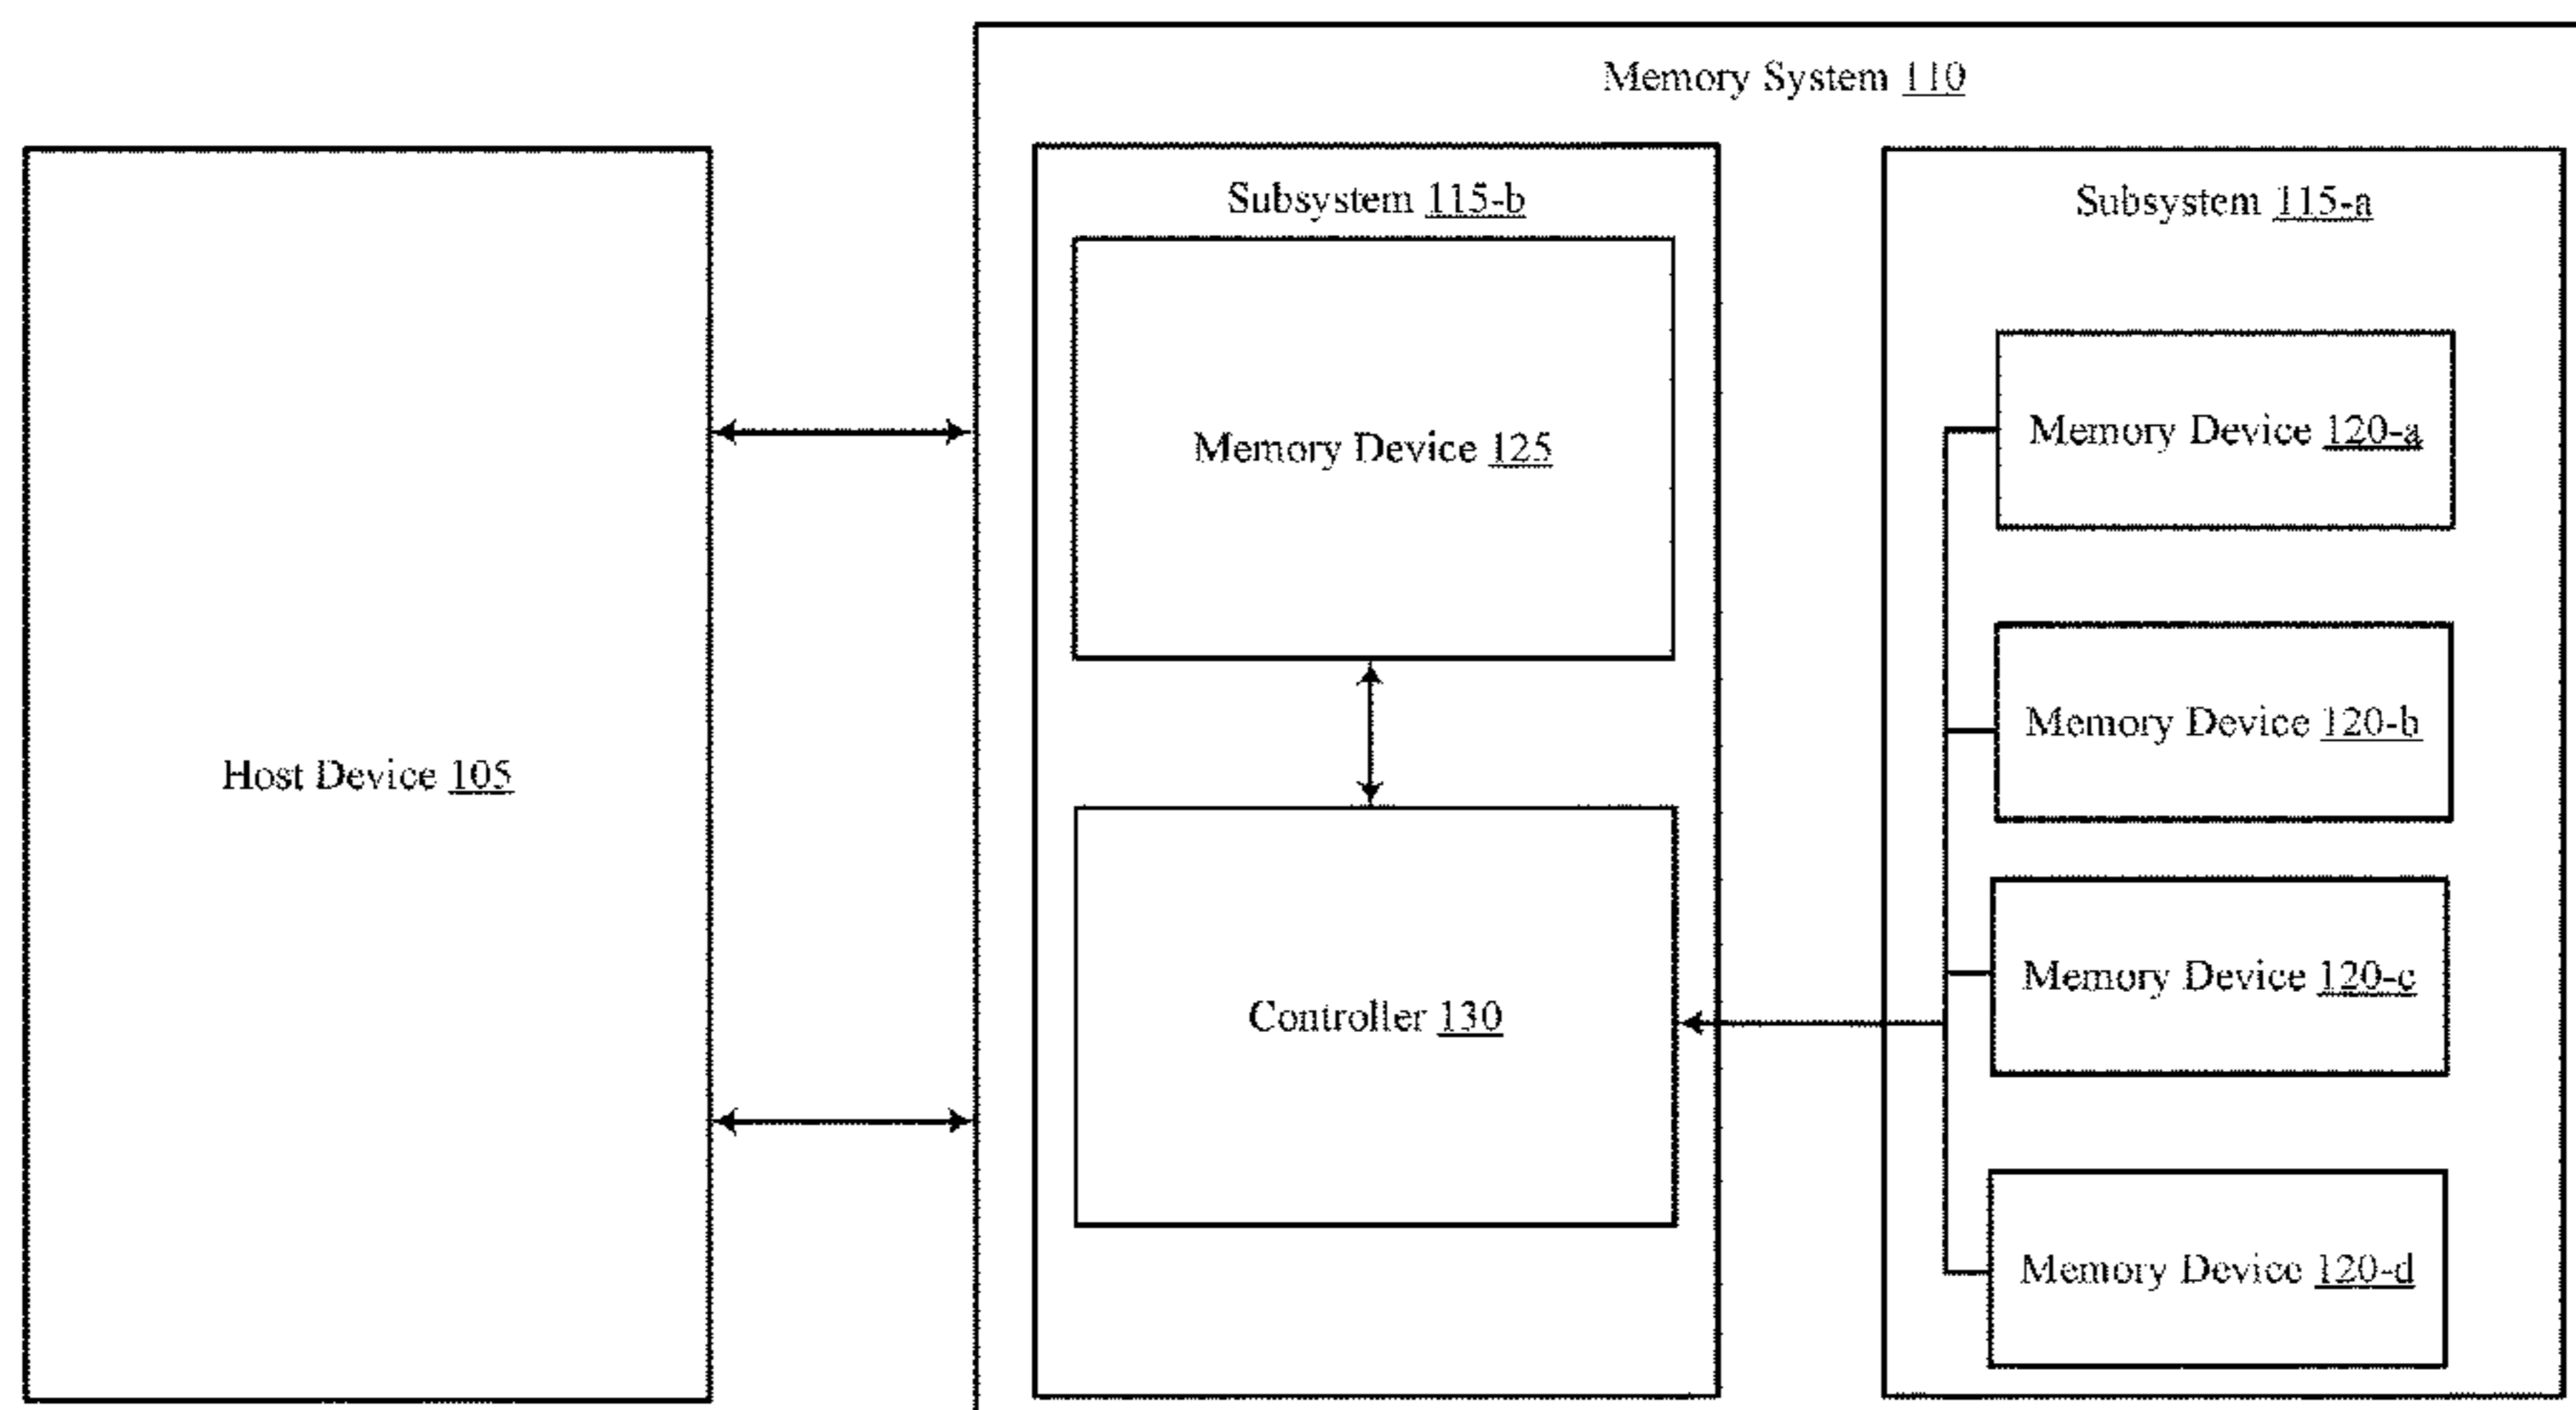 Memory System 110
Subsystem 115-b
Subsystem 115-a
Memory Device 125
Memory Device 120-a
Memory Device 120-b
Host Device 105
Memory Device 120-c
Controller 130
Memory Device 120-d